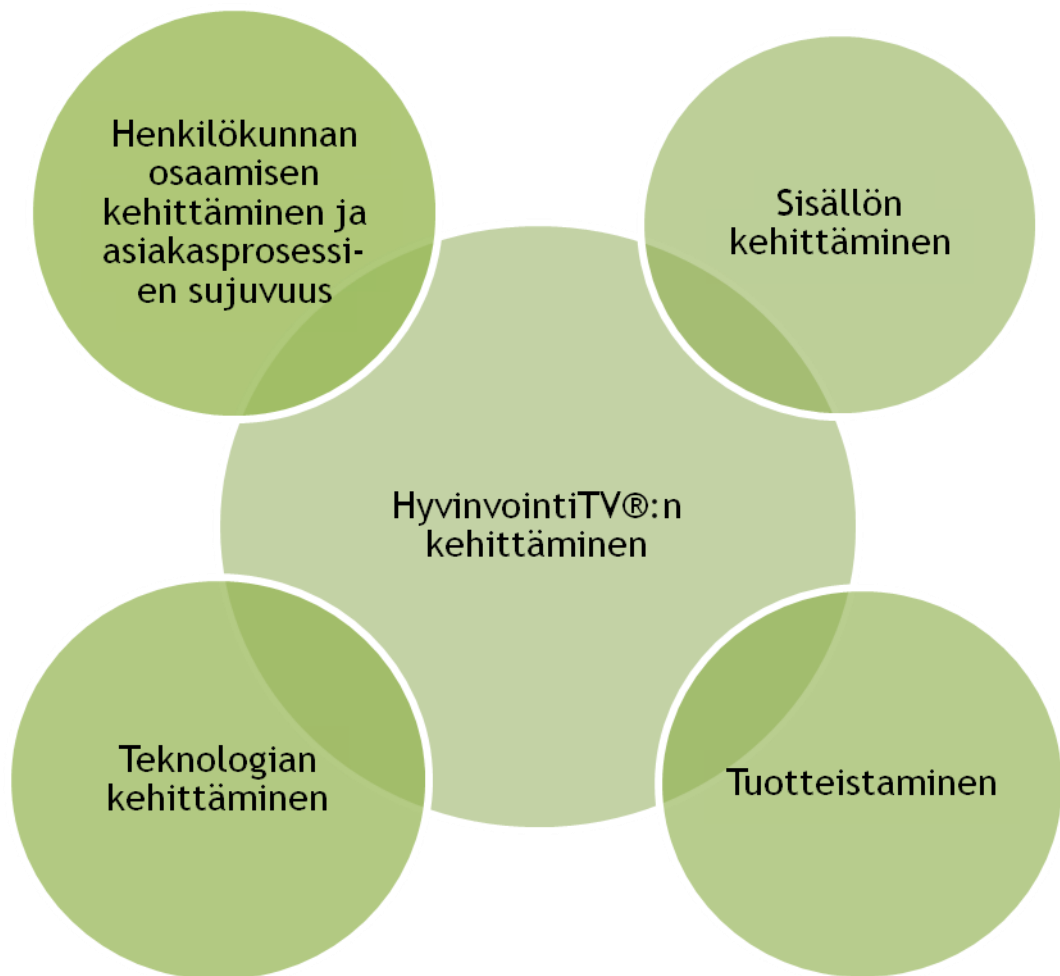 Henkilökunnan
osaamisen
kehittäminen ja
asiakasprosessi-
en sujuvuus
Sisällön
kehittäminen
HyvinvointiTV®:n
kehittäminen
Teknologian
kehittäminen
Tuotteistaminen